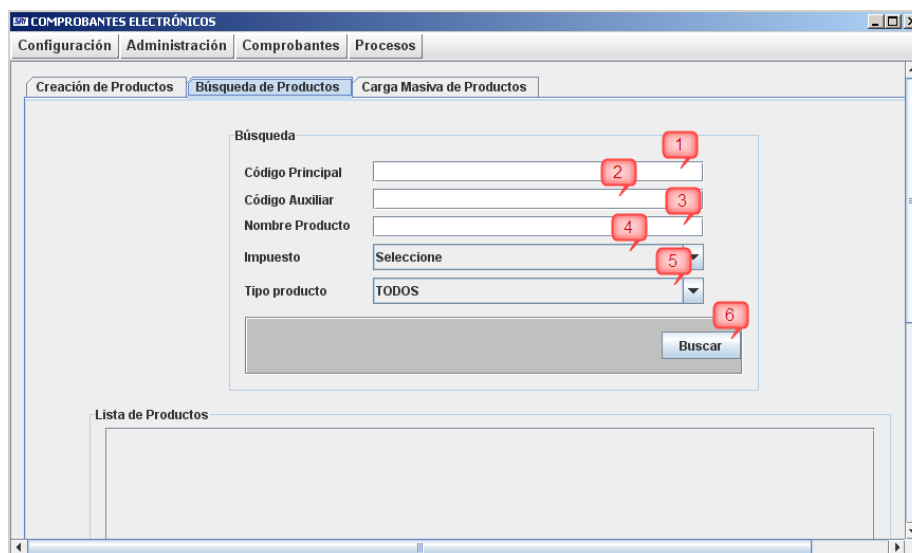 SRI COMPROBANTES ELECTRÓNICOS
Configuración Administración Comprobantes Procesos
Creación de Productos Búsqueda de Productos Carga Masiva de Productos
Búsqueda
1
Código Principal
2
Código Auxiliar
3
Nombre Producto
4
Impuesto Seleccione
5
Tipo producto TODOS
6
Buscar
Lista de Productos